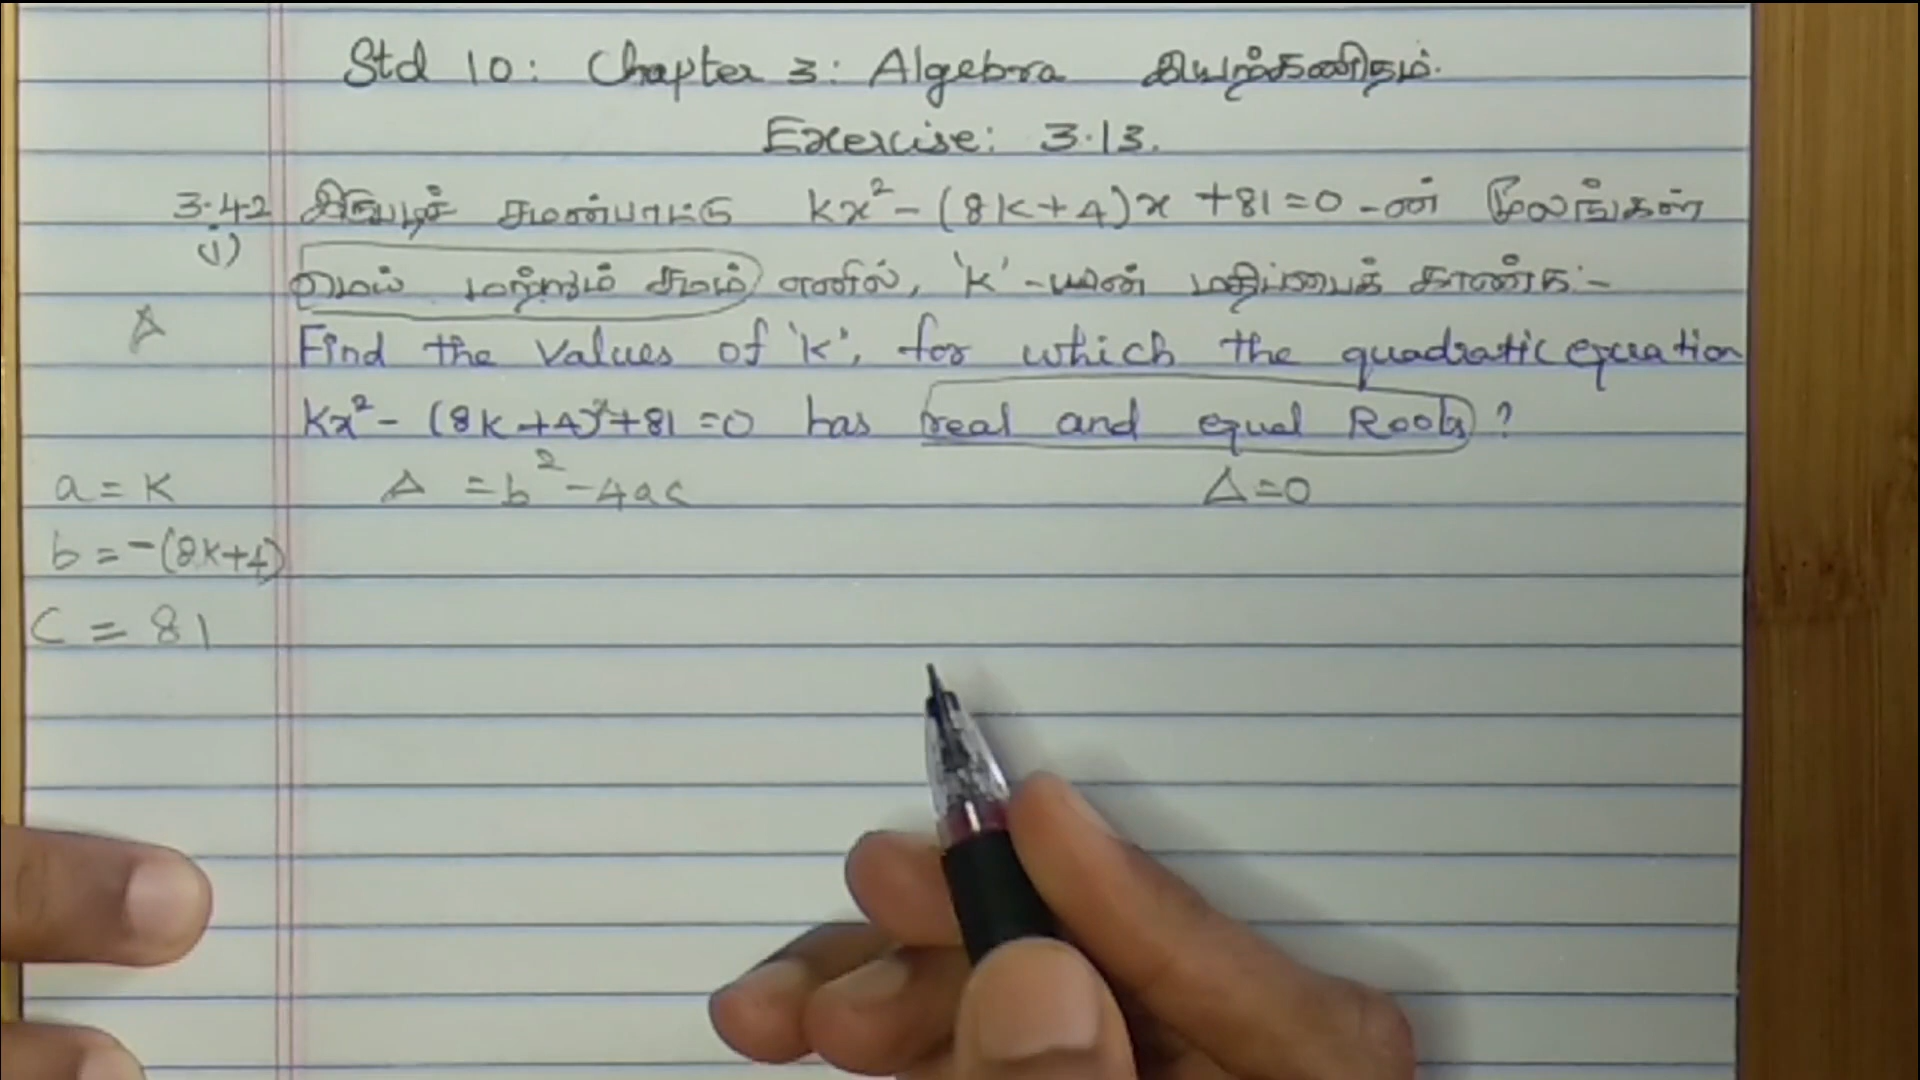 Std 10: Chapter 3: Algebra இயற்கணிதம்.
Exercise: 3.13.
3.42 இருபடிச் சமன்பாட்டு kx² - (8k+4)x +81=0 -ன் மூலங்கள்
(i)
மெய் மற்றும் சமம் எனில், 'k' -யின் மதிப்பைக் காண்க:-
Δ
Find the values of 'k', for which the quadratic equation
kx² - (8k+4)x+81=0 has real and equal Roots?
a = k Δ = b²-4ac Δ=0
b = -(8k+4)
c = 81